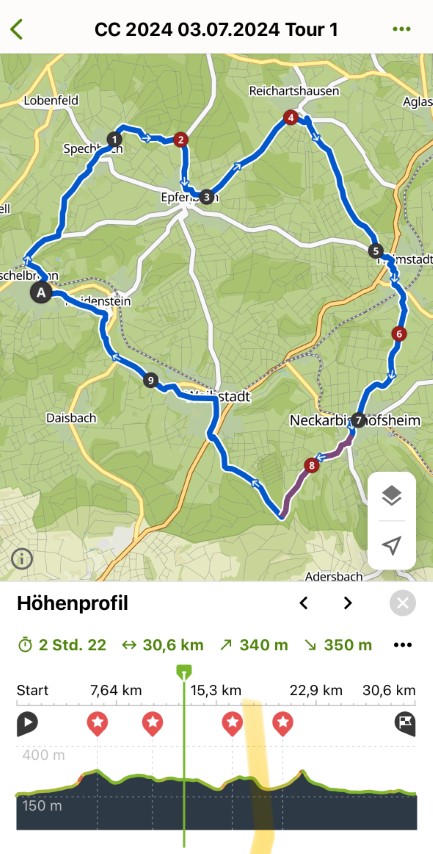 CC 2024 03.07.2024 Tour 1
Lobenfeld
Reichartshausen
Aglas
1
2
4
Spechbach
3
Epfenbach
ell
5
schelbronn
A
Neidenstein
6
9
Daisbach
Neckarbischofsheim
7
8
i
Adersbach
Höhenprofil
2 Std. 22 30,6 km 340 m 350 m
Start 7,64 km 15,3 km 22,9 km 30,6 km
400 m
150 m